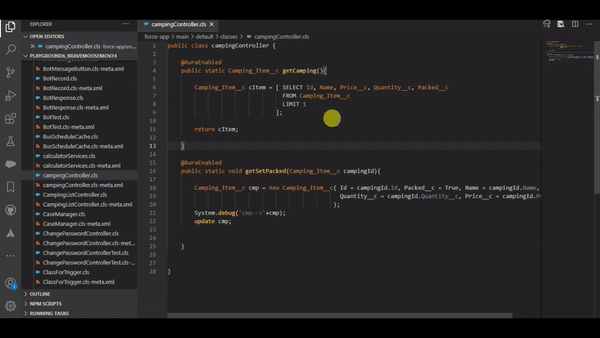 EXPLORER
OPEN EDITORS
campingController.cls force-app\m...
PLAYGROUND6_BRAVEMOOSEMOV24
BotMessageButton.cls-meta.xml
BotRecord.cls
BotRecord.cls-meta.xml
BotResponse.cls
BotResponse.cls-meta.xml
BotTest.cls
BotTest.cls-meta.xml
BusScheduleCache.cls
BusScheduleCache.cls-meta.xml
calculatorServices.cls
calculatorServices.cls-meta.xml
campingController.cls
campingController.cls-meta.xml
CampingListController.cls
CampingListController.cls-meta.xml
CaseManager.cls
CaseManager.cls-meta.xml
ChangePasswordController.cls
ChangePasswordController.cls-met...
ChangePasswordControllerTest.cls
ChangePasswordControllerTest.cls-...
ClassForTrigger.cls
ClassForTrigger.cls-meta.xml
OUTLINE
BPM EXPLORER
RUNNING TASKS
campingController.cls
force-app > main > default > classes > campingController.cls
1 public class campingController {
2
3 @AuraEnabled
4 public static Camping_Item__c getCamping(){
5
6 Camping_Item__c cItem = [ SELECT Id, Name, Price__c, Quantity__c, Packed__c
7 FROM Camping_Item__c
8 LIMIT 1
9 ];
10
11 return cItem;
12
13 }
14
15 @AuraEnabled
16 public static void getSetPacked(Camping_Item__c campingId){
17
18 Camping_Item__c cmp = new Camping_Item__c( Id = campingId.Id, Packed__c = True, Name = campingId.Name,
19 Quantity__c = campingId.Quantity__c, Price__c = campingId.P
20 );
21 System.debug('cmp-->'+cmp);
22 update cmp;
23
24
25 }
26
27
28 }